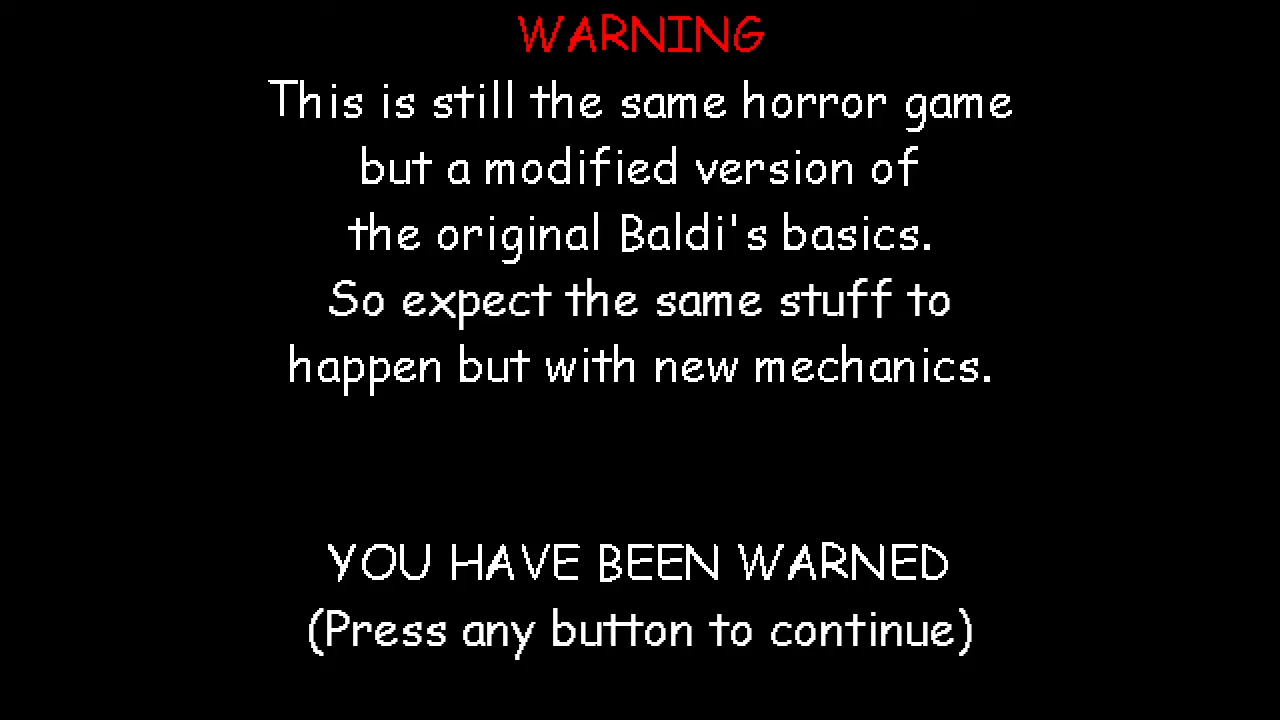 WARNING
This is still the same horror game
but a modified version of
the original Baldi's basics.
So expect the same stuff to
happen but with new mechanics.
YOU HAVE BEEN WARNED
(Press any button to continue)